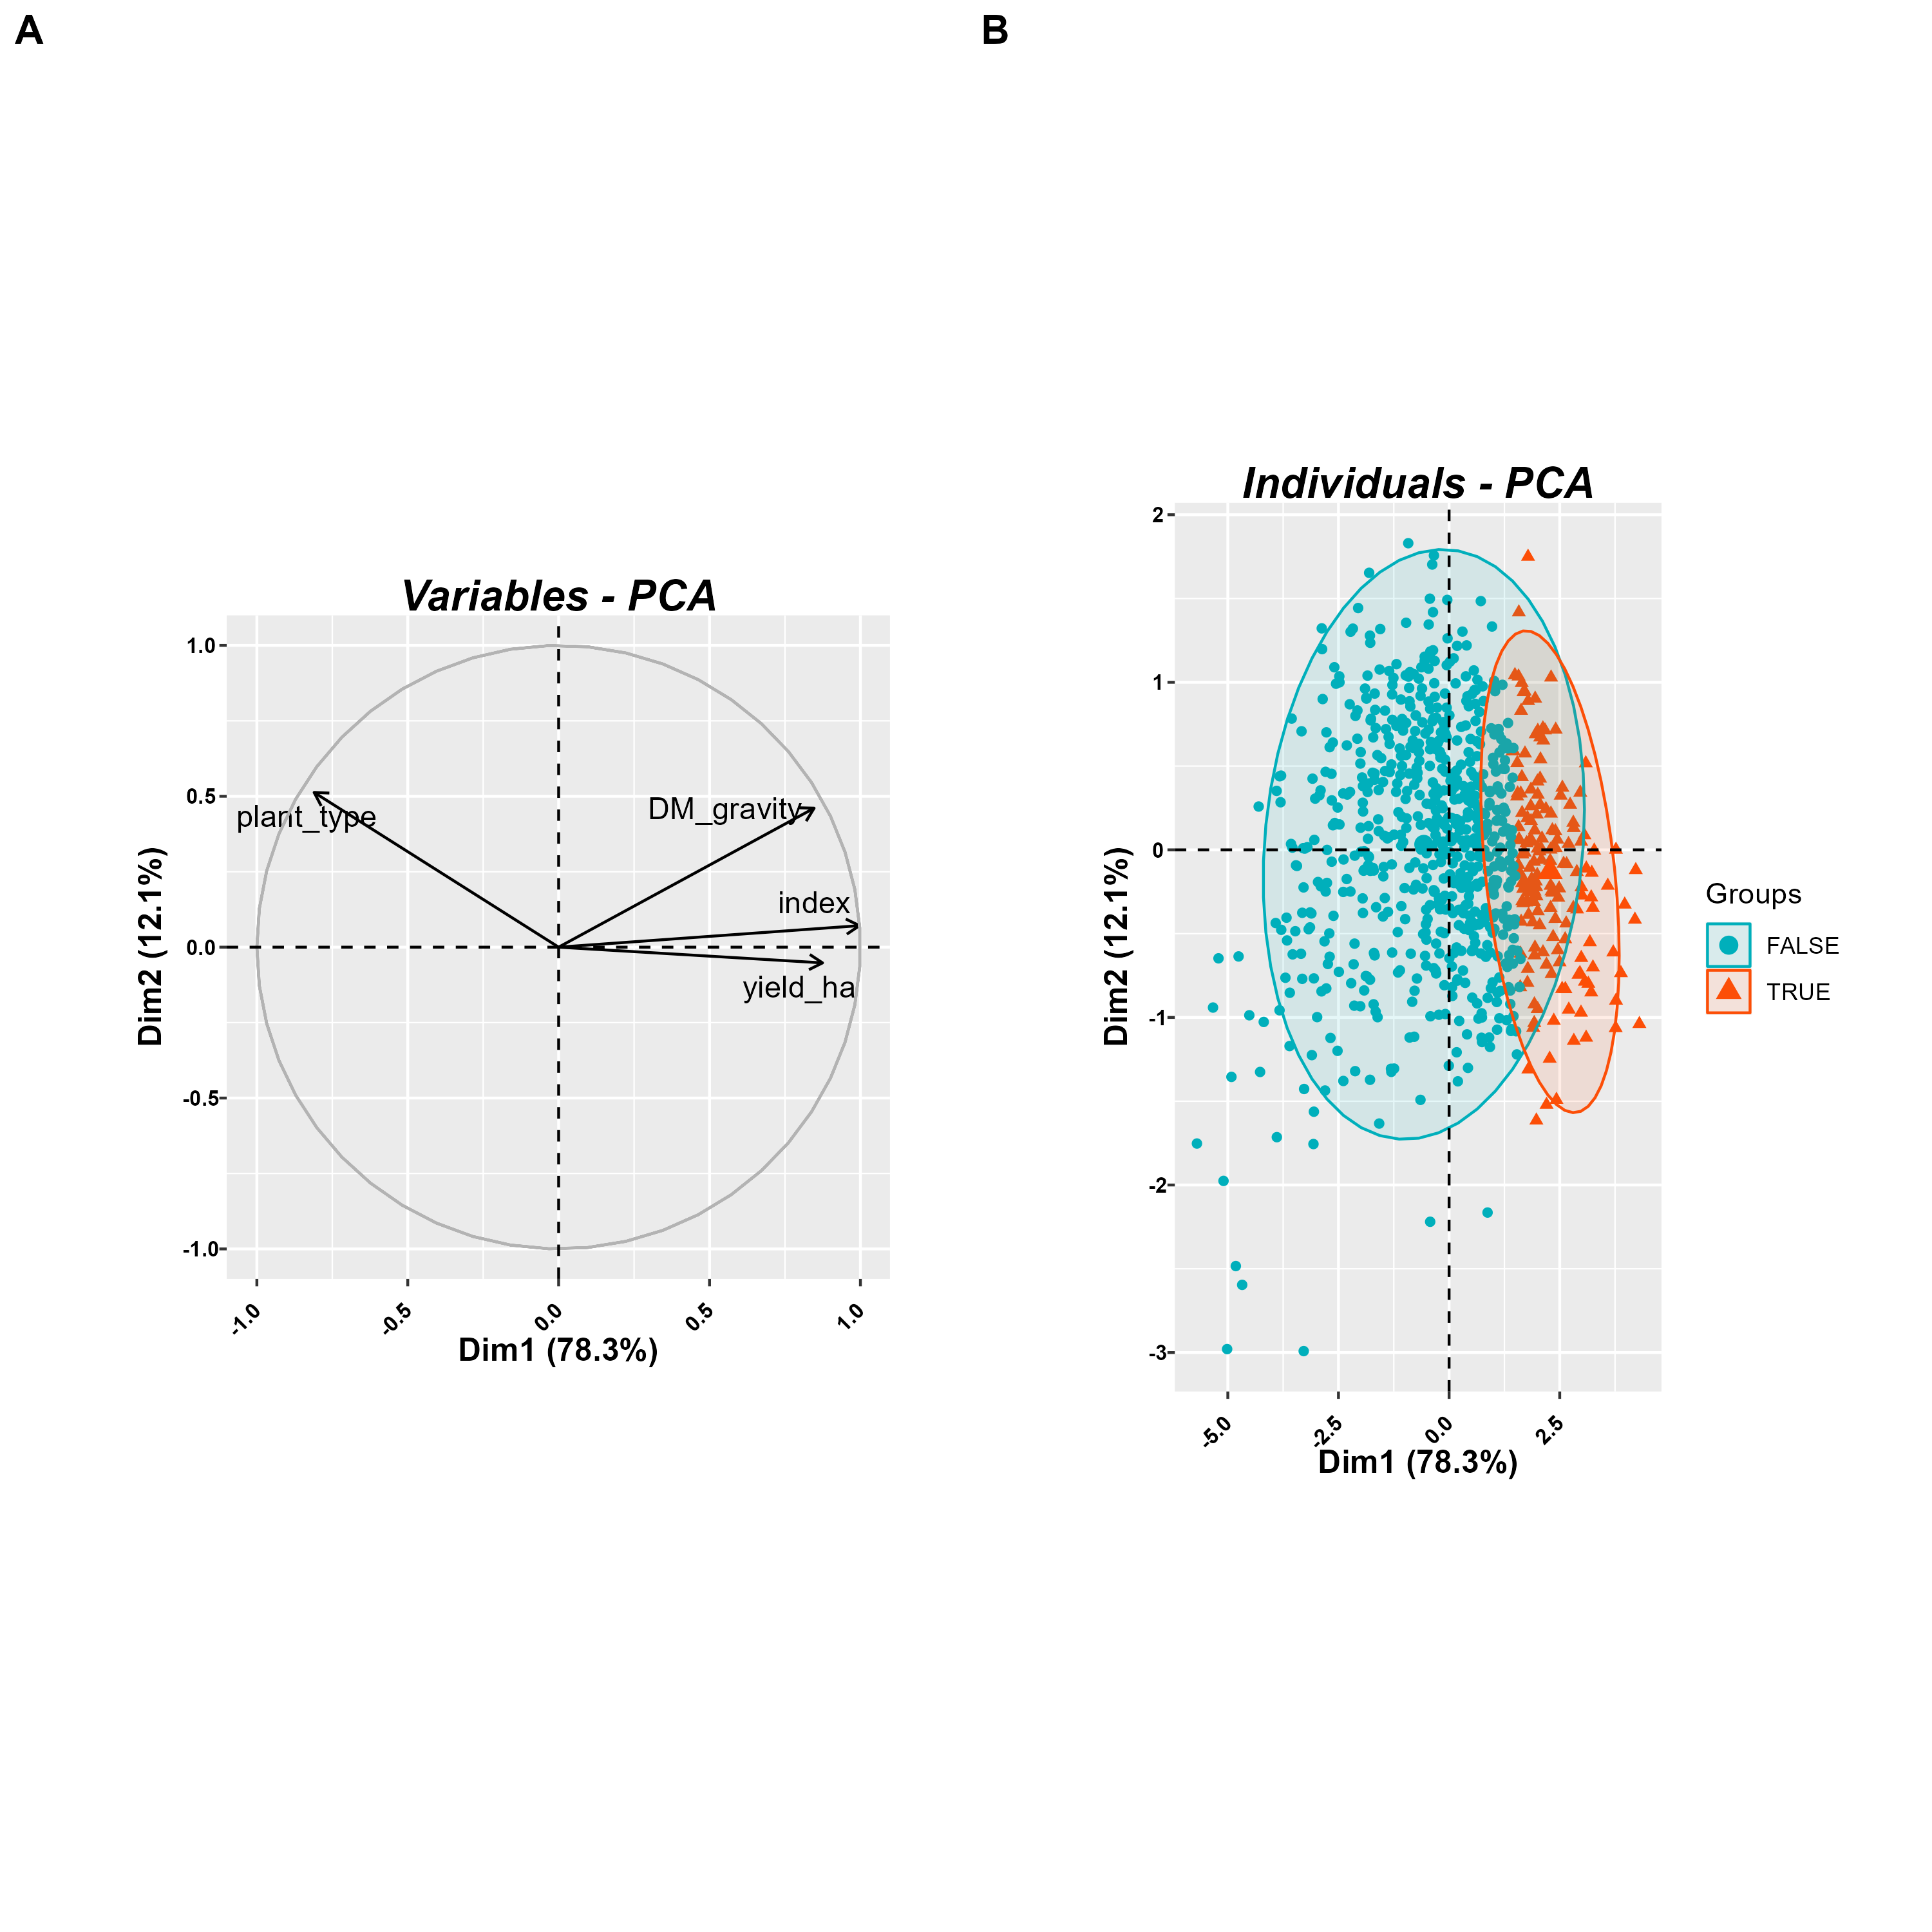 A
B
Variables - PCA
1.0
0.5
0.0
-0.5
-1.0
Dim2 (12.1%)
plant_type
DM_gravity
index
yield_ha
-1.0
-0.5
0.0
0.5
1.0
Dim1 (78.3%)
Individuals - PCA
2
1
0
-1
-2
-3
Dim2 (12.1%)
-5.0
-2.5
0.0
2.5
Dim1 (78.3%)
Groups
FALSE
TRUE